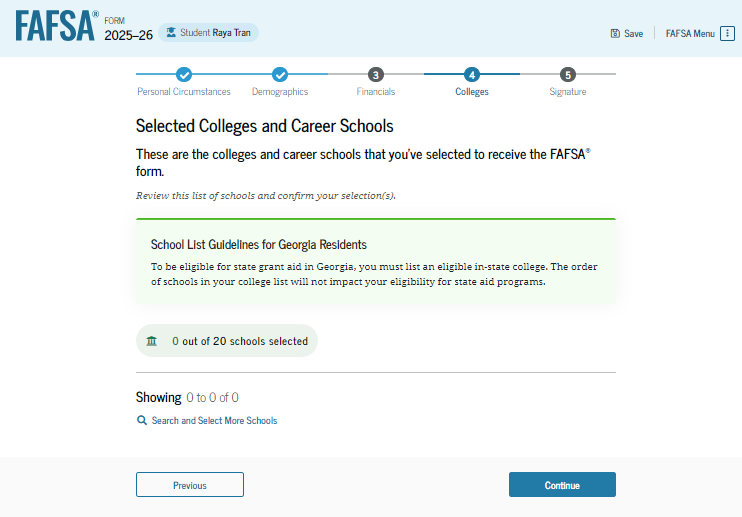 FAFSA® FORM
2025–26
Student Raya Tran
Save
FAFSA Menu
3
4
5
Personal Circumstances
Demographics
Financials
Colleges
Signature
Selected Colleges and Career Schools
These are the colleges and career schools that you've selected to receive the FAFSA®
form.
Review this list of schools and confirm your selection(s).
School List Guidelines for Georgia Residents
To be eligible for state grant aid in Georgia, you must list an eligible in-state college. The order
of schools in your college list will not impact your eligibility for state aid programs.
0 out of 20 schools selected
Showing 0 to 0 of 0
Search and Select More Schools
Previous
Continue